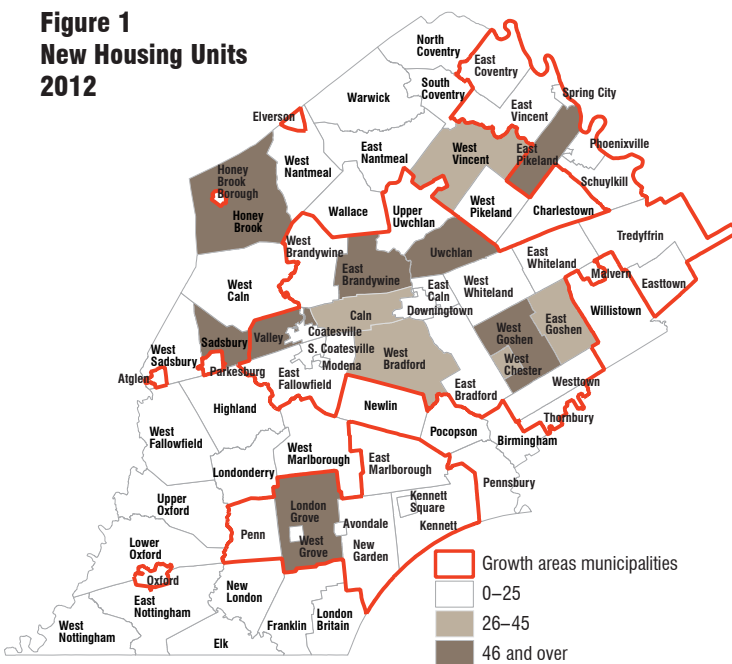 Figure 1
New Housing Units
2012
North
Coventry
East
Coventry
South
Coventry
Warwick
Spring City
East
Vincent
Elverson
Phoenixville
East
Nantmeal
West
Vincent
East
Pikeland
West
Nantmeal
Honey
Brook
Borough
Schuylkill
West
Pikeland
Charlestown
Honey
Brook
Wallace
Upper
Uwchlan
Tredyffrin
West
Brandywine
Uwchlan
East
Whiteland
East
Brandywine
Malvern
West
Caln
West
Whiteland
Easttown
East
Caln
Downingtown
Willistown
Caln
East
Goshen
Valley
Coatesville
West
Goshen
Sadsbury
S. Coatesville
West
Bradford
West
Sadsbury
Modena
West
Chester
Parkesburg
Atglen
East
Fallowfield
East
Bradford
Westtown
Highland
Newlin
Thornbury
West
Fallowfield
Pocopson
Birmingham
West
Marlborough
East
Marlborough
Londonderry
Pennsbury
Upper
Oxford
Kennett
Square
London
Grove
Avondale
Kennett
Penn
Lower
Oxford
West
Grove
New
Garden
Oxford
East
Nottingham
New
London
London
Britain
Franklin
West
Nottingham
Elk
Growth areas municipalities
0–25
26–45
46 and over